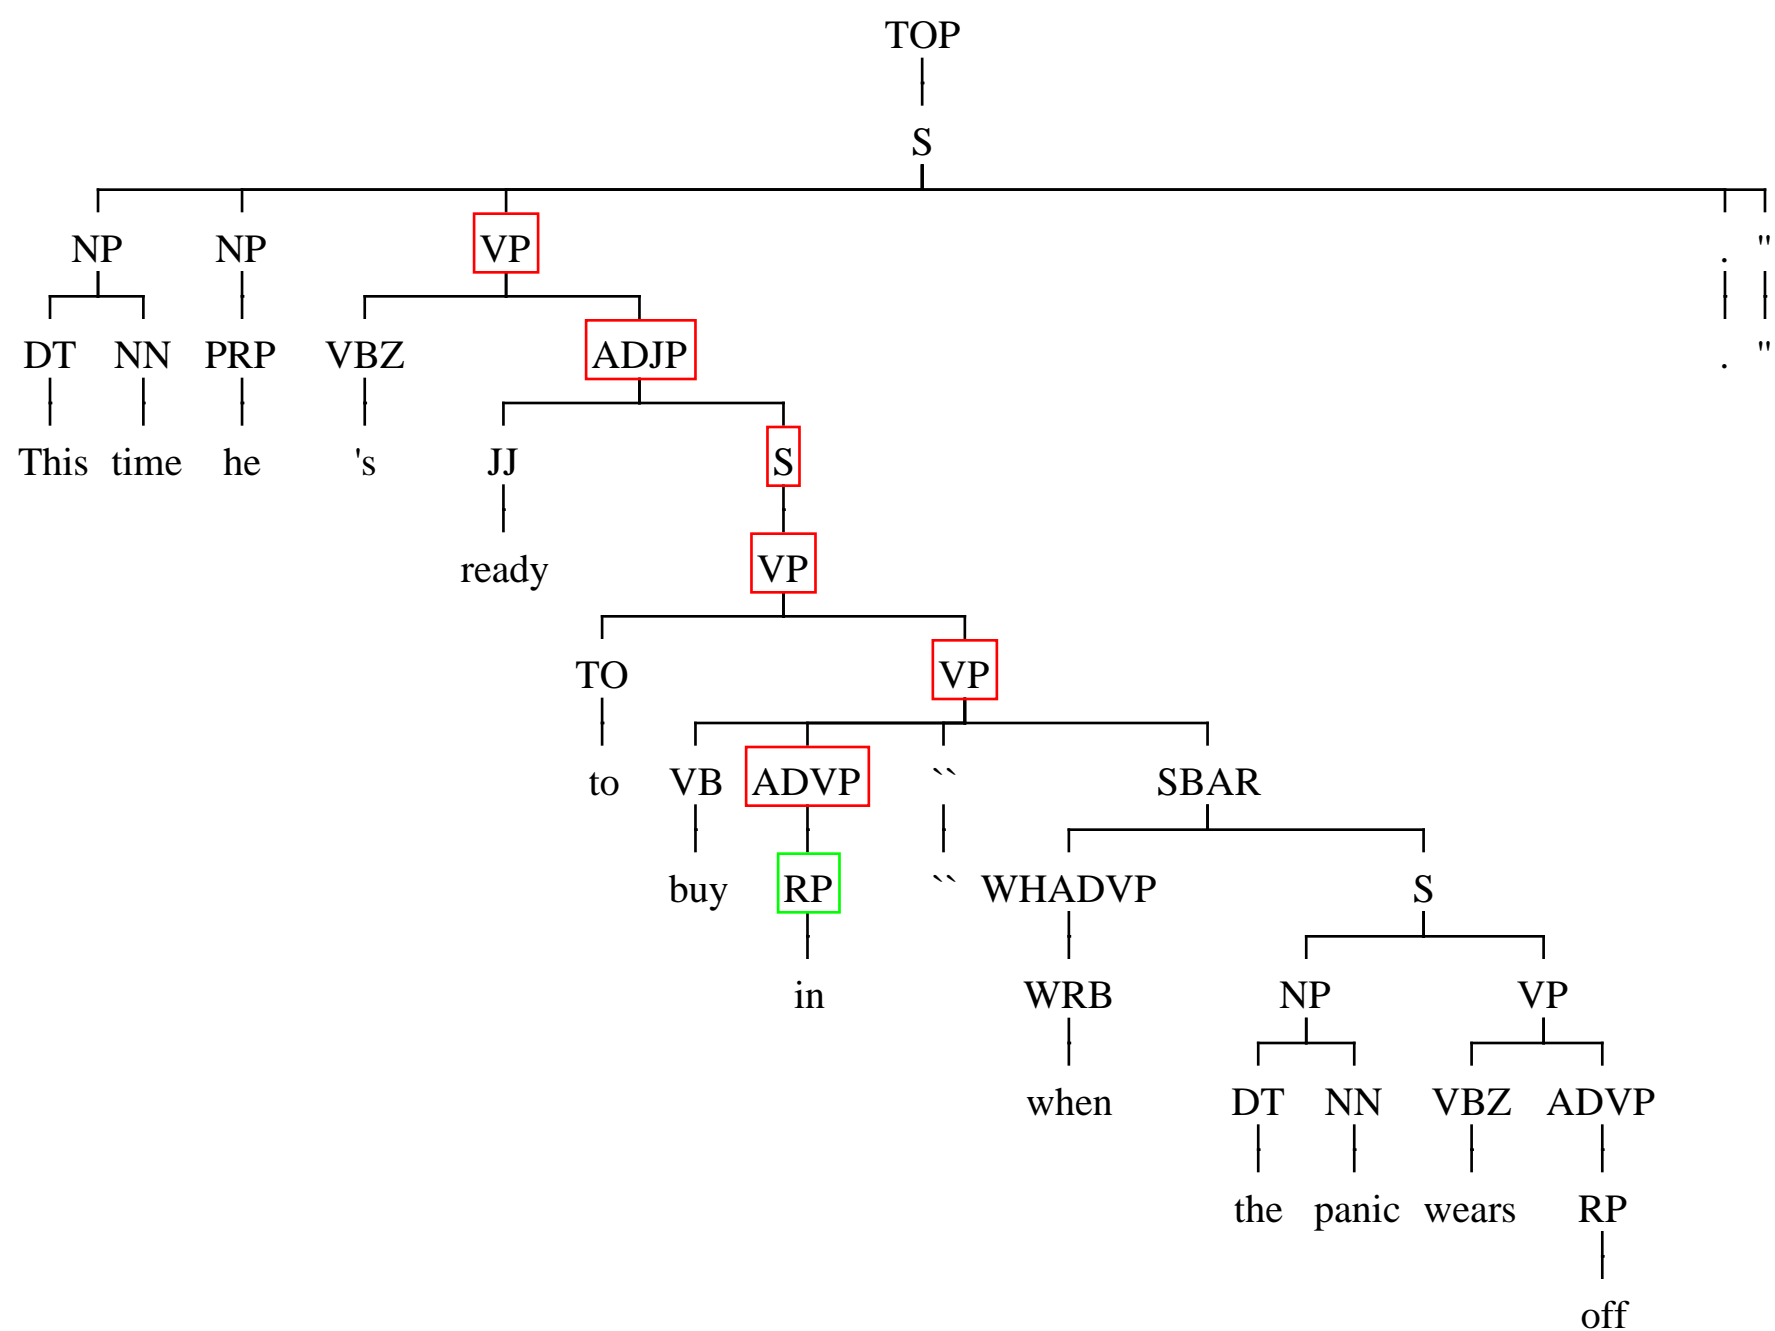 TOP
S
NP NP VP . "
DT NN PRP VBZ ADJP . "
This time he 's JJ S
ready VP
TO VP
to VB ADVP `` SBAR
buy RP `` WHADVP S
in WRB NP VP
when DT NN VBZ ADVP
the panic wears RP
off